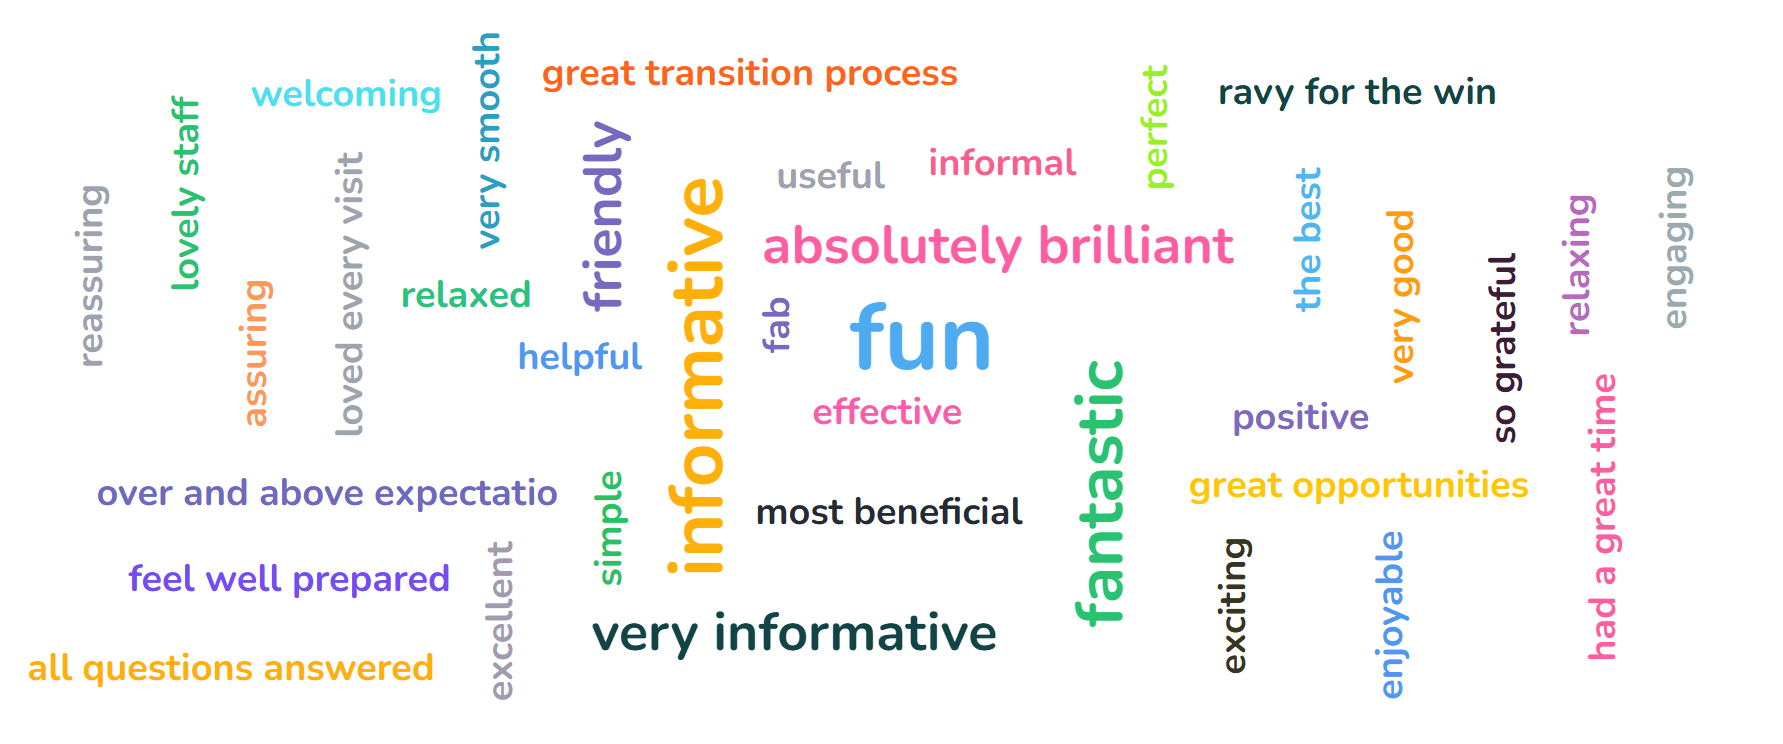 very smooth
great transition process
welcoming
perfect
ravy for the win
lovely staff
friendly
loved every visit
useful
informal
reassuring
informative
absolutely brilliant
the best
very good
relaxing
engaging
assuring
relaxed
fab
fun
so grateful
helpful
effective
fantastic
positive
had a great time
over and above expectatio
simple
most beneficial
great opportunities
feel well prepared
excellent
very informative
exciting
enjoyable
all questions answered